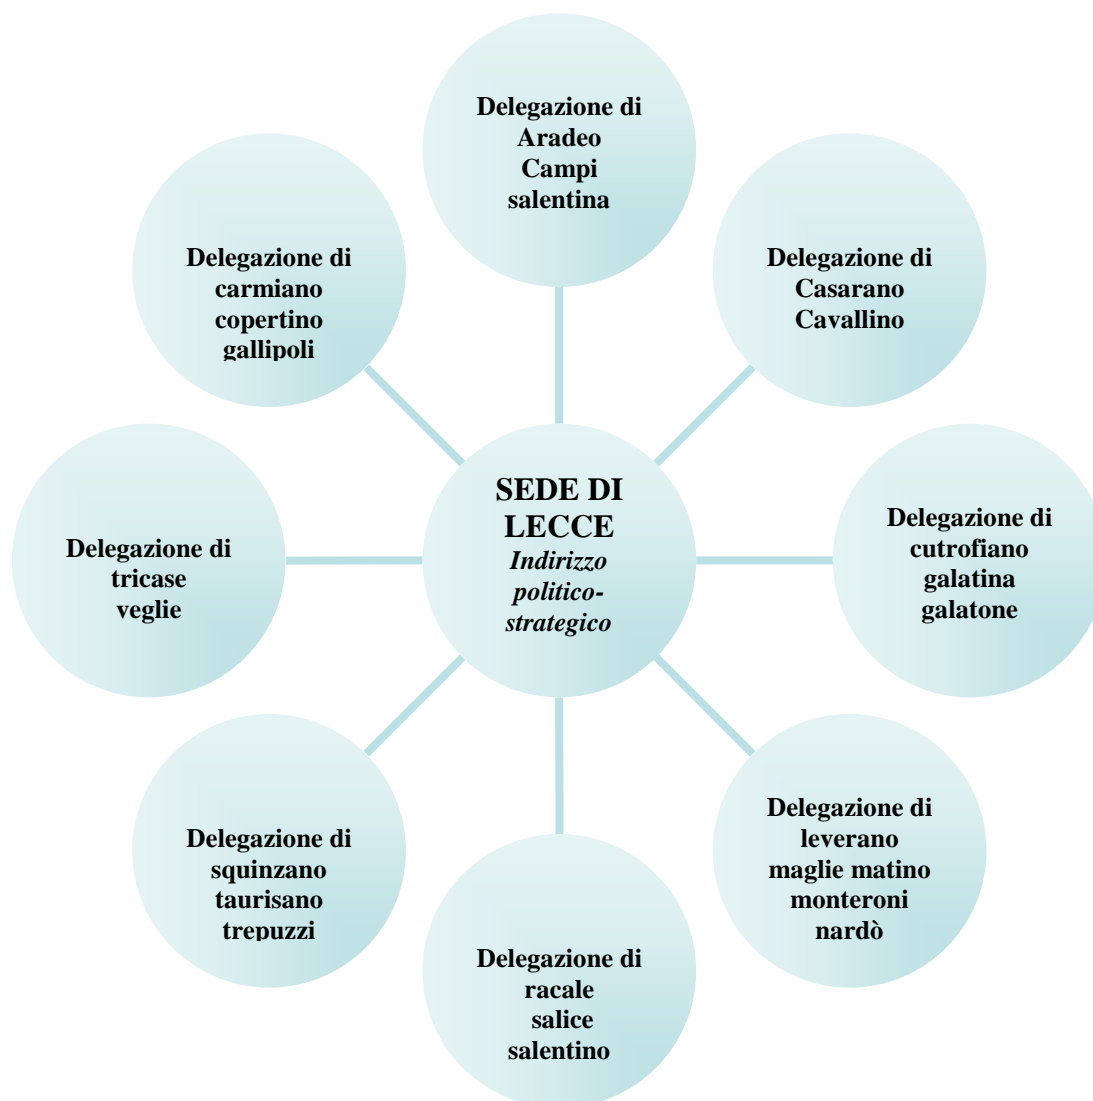 Delegazione di
Aradeo
Campi
salentina
Delegazione di
carmiano
copertino
gallipoli
Delegazione di
Casarano
Cavallino
SEDE DI
LECCE
Indirizzo
politico-
strategico
Delegazione di
tricase
veglie
Delegazione di
cutrofiano
galatina
galatone
Delegazione di
squinzano
taurisano
trepuzzi
Delegazione di
leverano
maglie matino
monteroni
nardò
Delegazione di
racale
salice
salentino